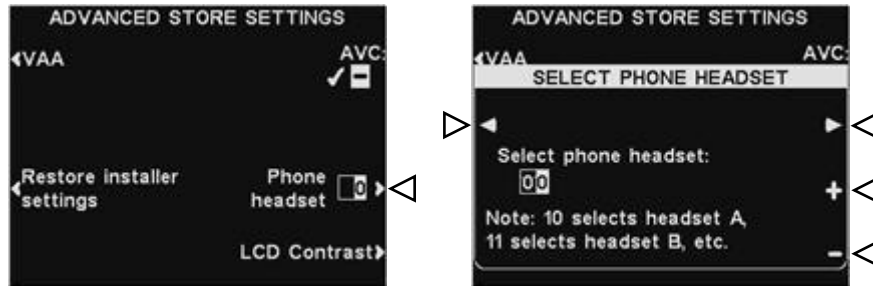 ADVANCED STORE SETTINGS
VAA AVC:
✓ –
Restore installer
settings
Phone
headset 0
LCD Contrast
ADVANCED STORE SETTINGS
VAA AVC:
SELECT PHONE HEADSET
Select phone headset:
00
+
Note: 10 selects headset A,
11 selects headset B, etc.
–